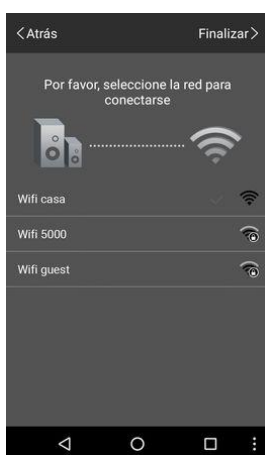 <Atrás
Finalizar>
Por favor, seleccione la red para
conectarse
Wifi casa
Wifi 5000
Wifi guest